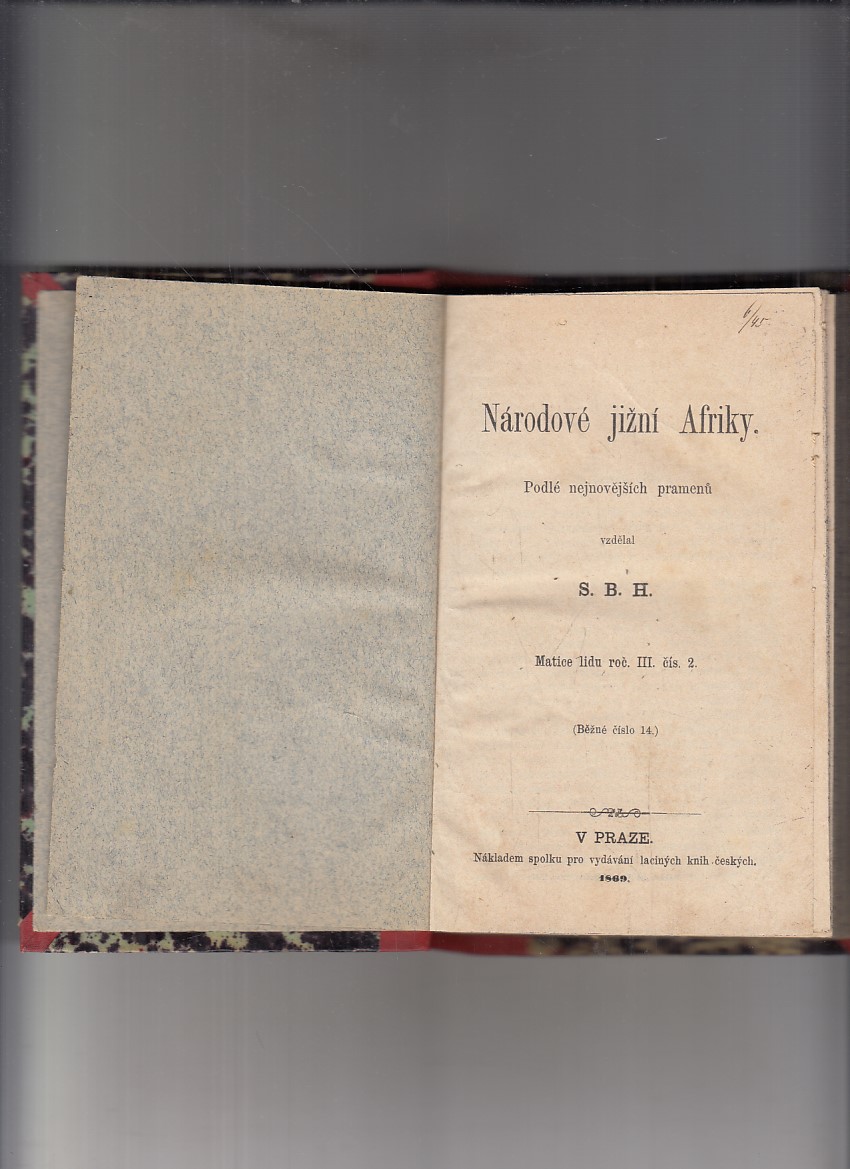 6/45
Národové jižní Afriky.
Podlé nejnovějších pramenů
vzdělal
S. B. H.
Matice lidu roč. III. čís. 2.
(Běžné číslo 14.)
V PRAZE.
Nákladem spolku pro vydávání laciných knih českých.
1869.